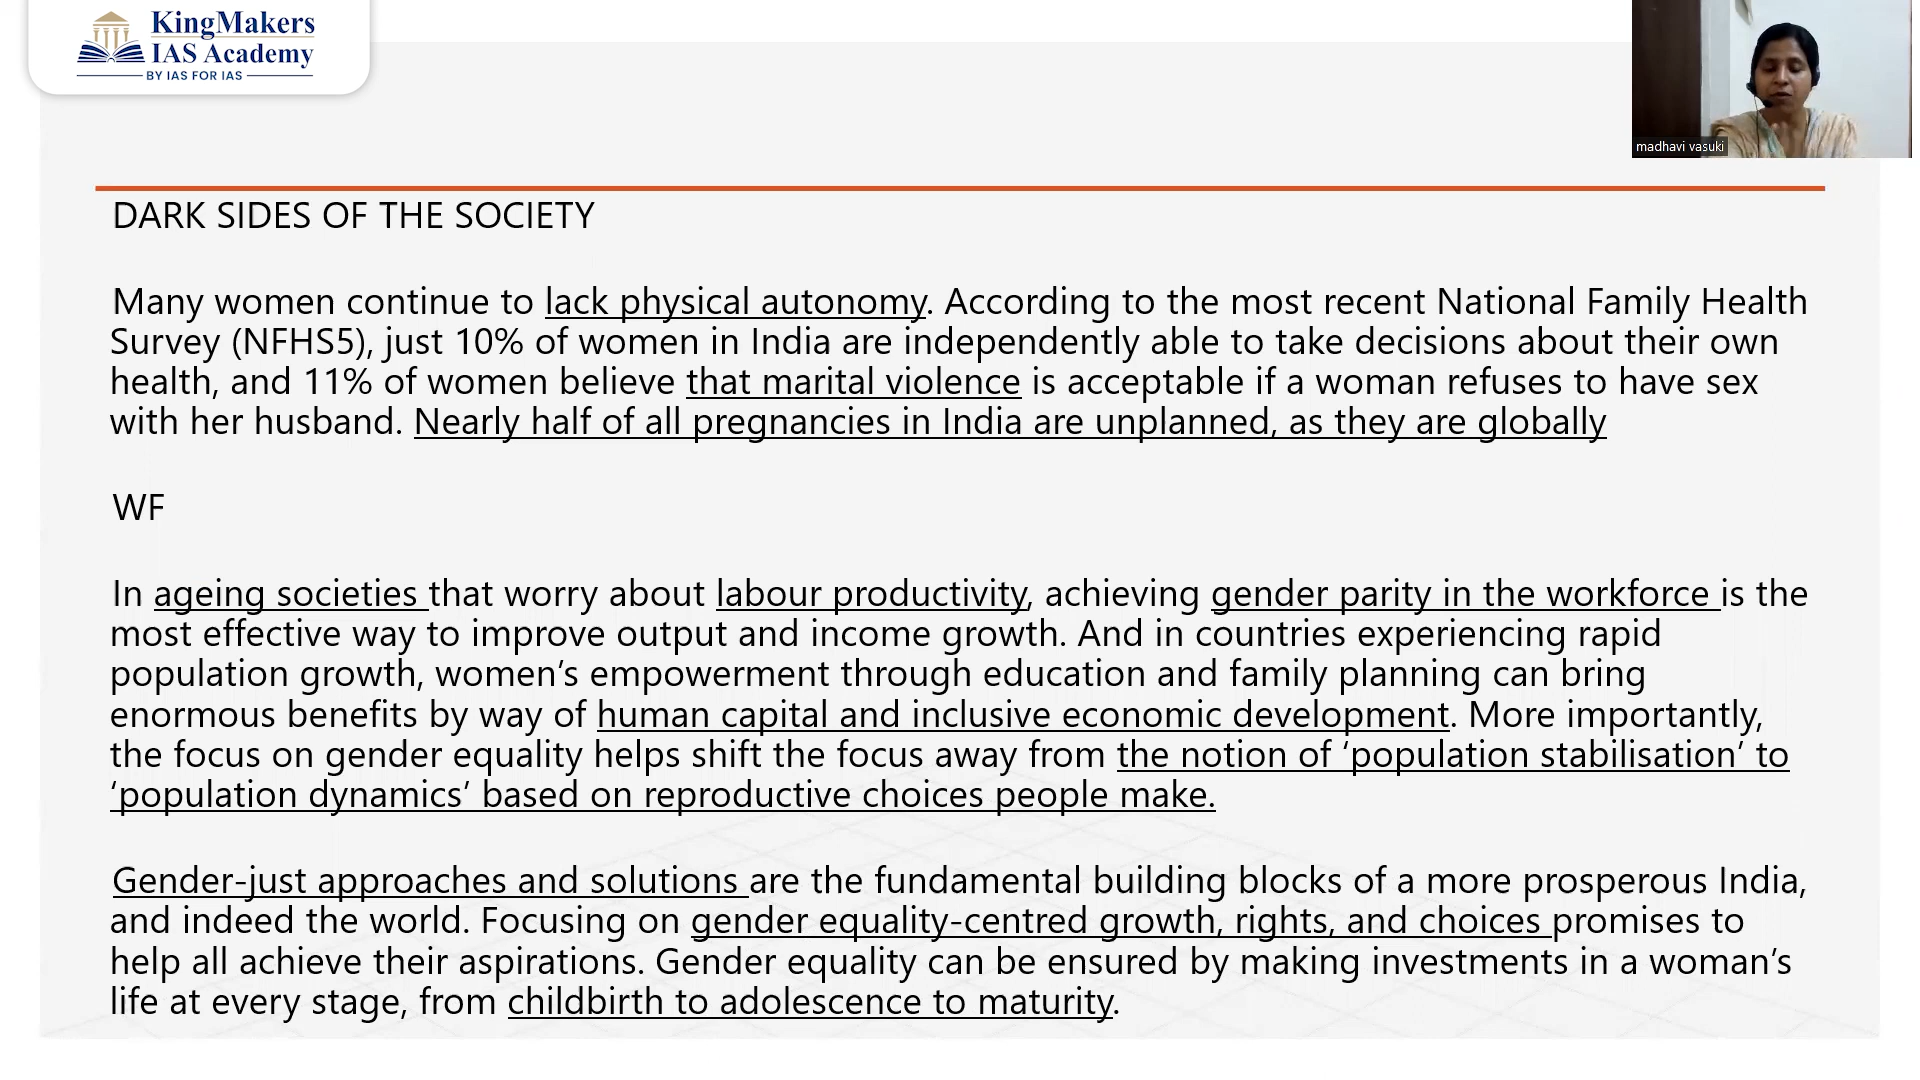 KingMakers
IAS Academy
BY IAS FOR IAS
madhavi vasuki
DARK SIDES OF THE SOCIETY
Many women continue to lack physical autonomy. According to the most recent National Family Health
Survey (NFHS5), just 10% of women in India are independently able to take decisions about their own
health, and 11% of women believe that marital violence is acceptable if a woman refuses to have sex
with her husband. Nearly half of all pregnancies in India are unplanned, as they are globally
WF
In ageing societies that worry about labour productivity, achieving gender parity in the workforce is the
most effective way to improve output and income growth. And in countries experiencing rapid
population growth, women’s empowerment through education and family planning can bring
enormous benefits by way of human capital and inclusive economic development. More importantly,
the focus on gender equality helps shift the focus away from the notion of ‘population stabilisation’ to
‘population dynamics’ based on reproductive choices people make.
Gender-just approaches and solutions are the fundamental building blocks of a more prosperous India,
and indeed the world. Focusing on gender equality-centred growth, rights, and choices promises to
help all achieve their aspirations. Gender equality can be ensured by making investments in a woman’s
life at every stage, from childbirth to adolescence to maturity.